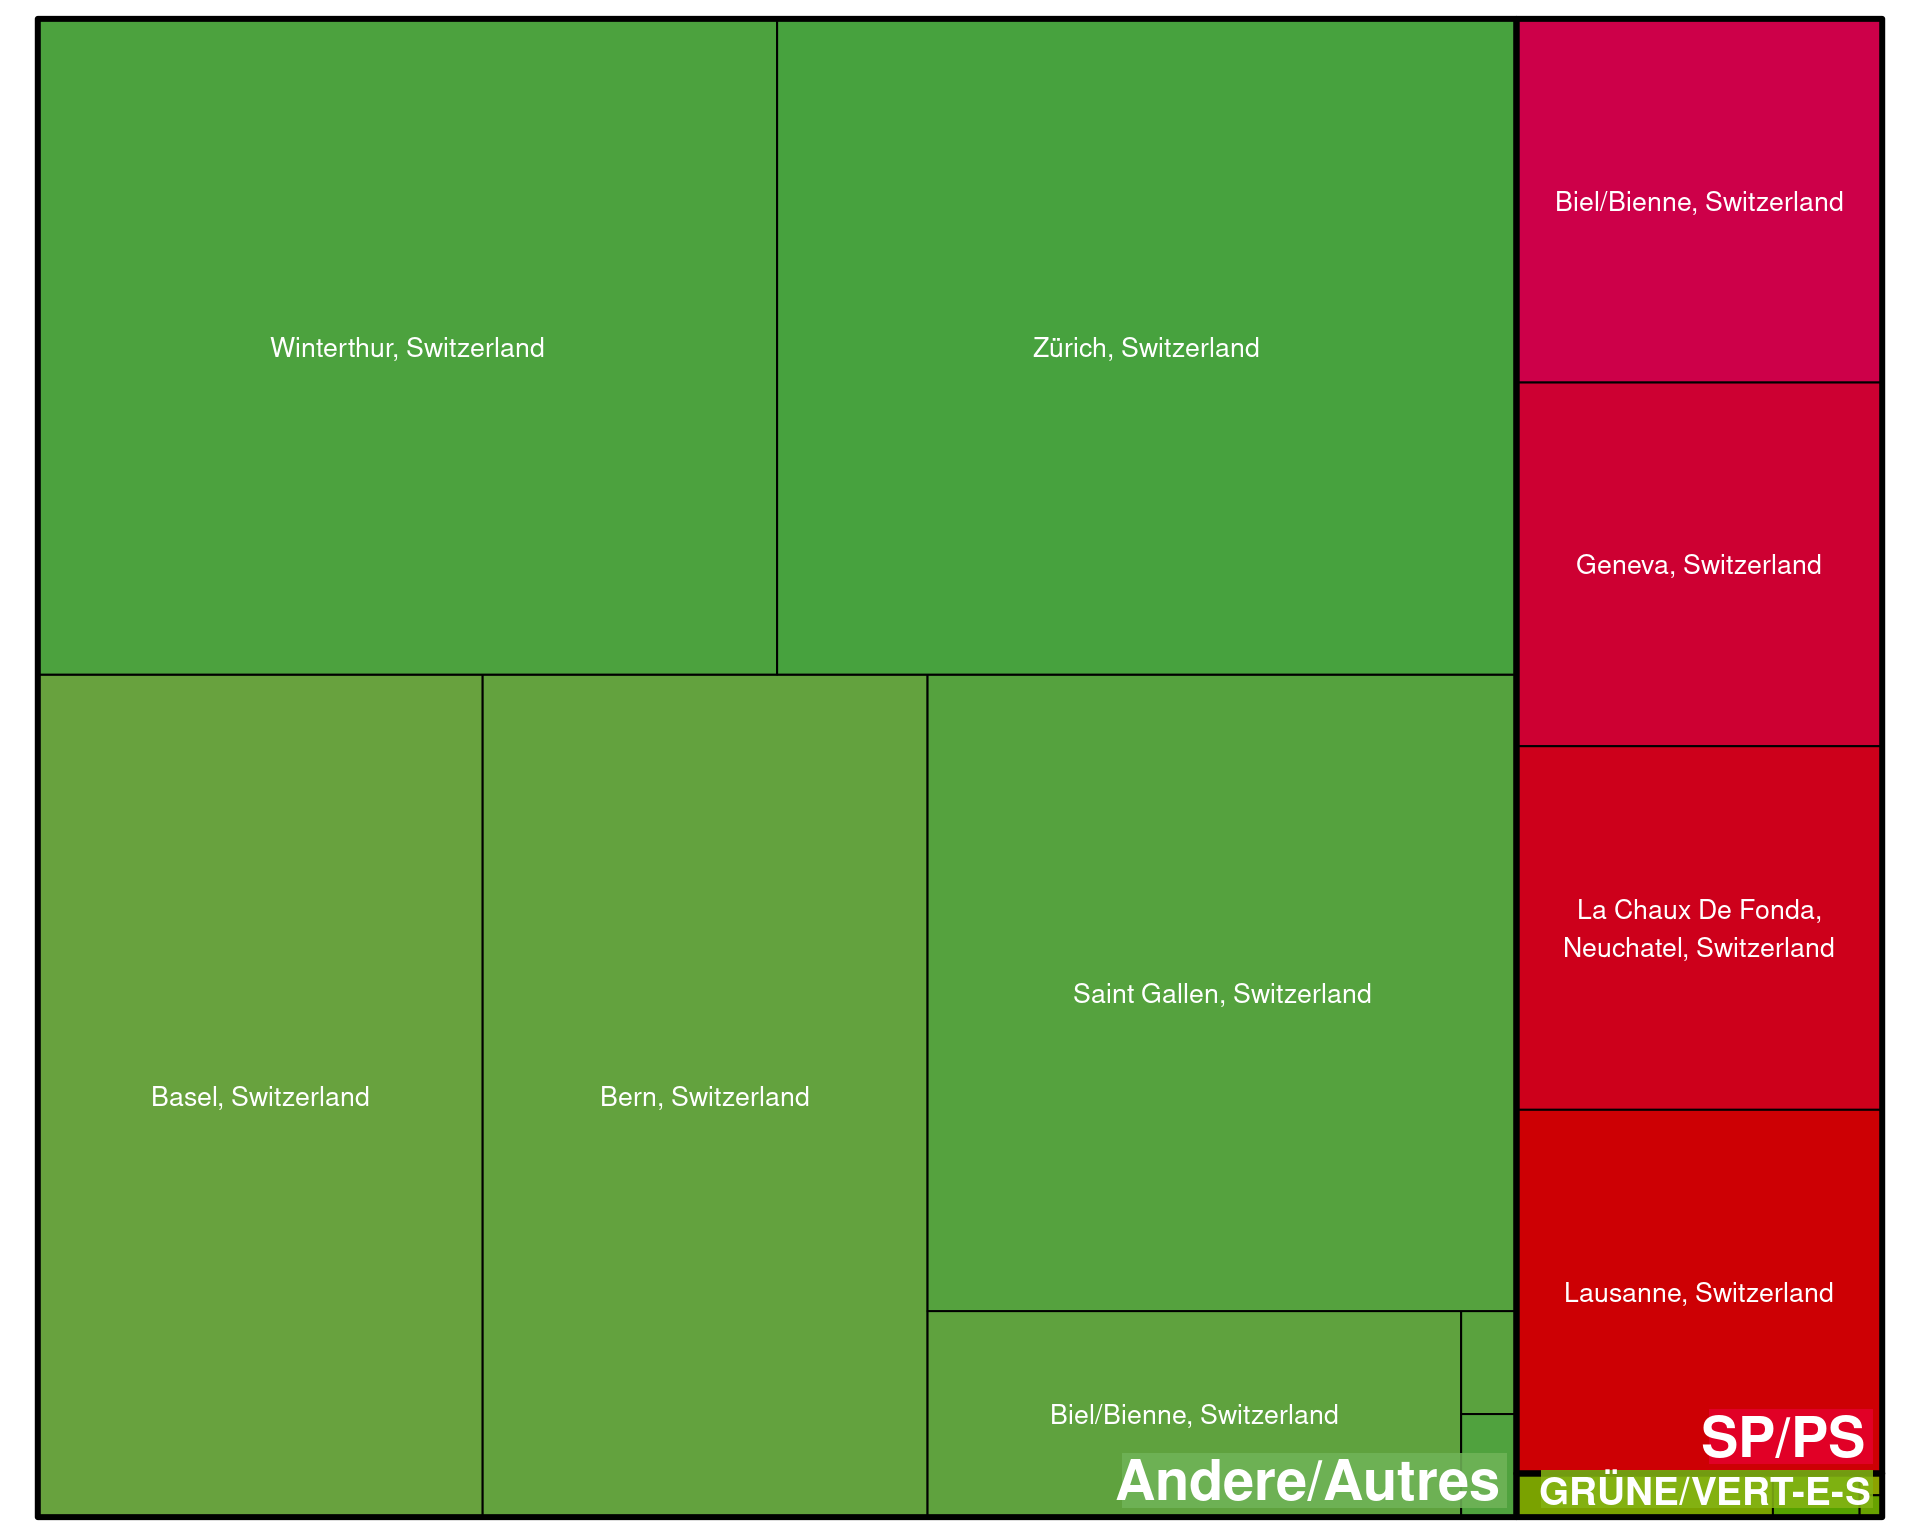 Winterthur, Switzerland
Zürich, Switzerland
Biel/Bienne, Switzerland
Geneva, Switzerland
La Chaux De Fonda,
Neuchatel, Switzerland
Saint Gallen, Switzerland
Basel, Switzerland
Bern, Switzerland
Lausanne, Switzerland
Biel/Bienne, Switzerland
SP/PS
Andere/Autres
GRÜNE/VERT-E-S